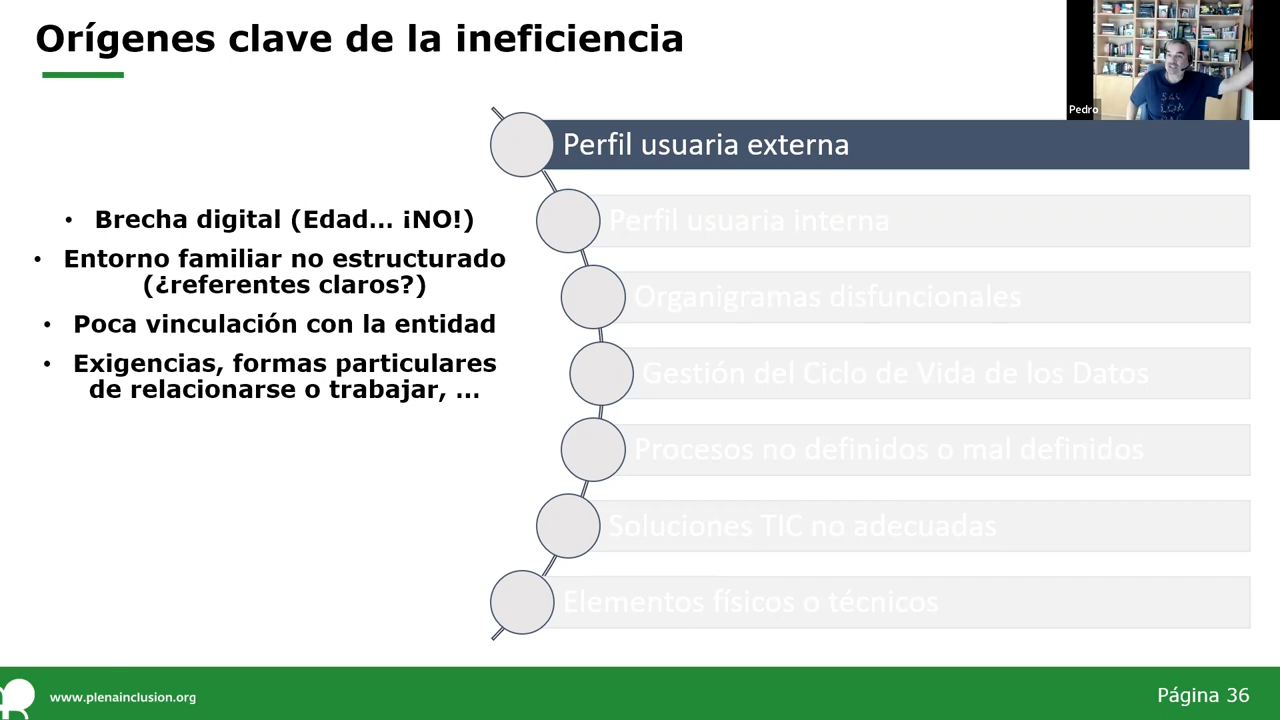 Orígenes clave de la ineficiencia
Pedro
Perfil usuaria externa
Perfil usuaria interna
Organigramas disfuncionales
Gestión del Ciclo de Vida de los Datos
Procesos no definidos o mal definidos
Soluciones TIC no adecuadas
Elementos físicos o técnicos
• Brecha digital (Edad... ¡NO!)
• Entorno familiar no estructurado
(¿referentes claros?)
• Poca vinculación con la entidad
• Exigencias, formas particulares
de relacionarse o trabajar, ...
www.plenainclusion.org
Página 36